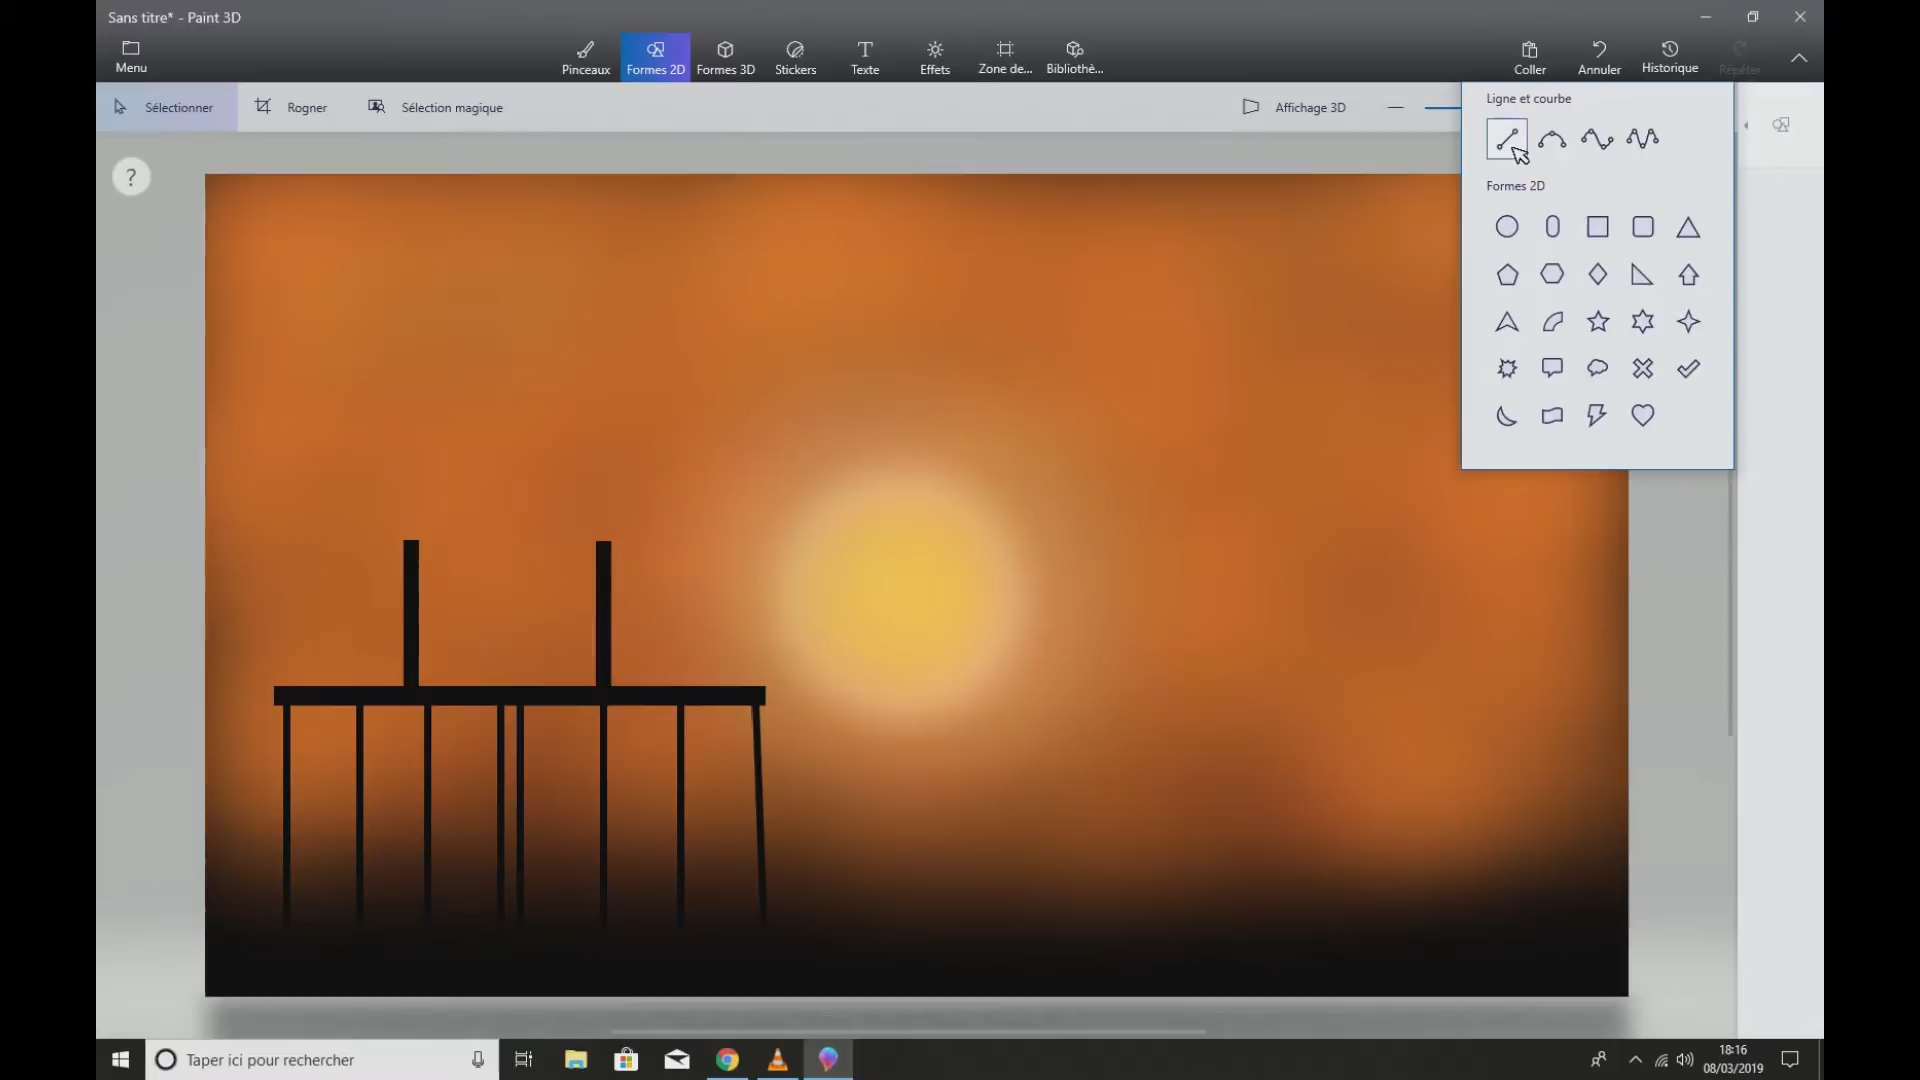 Sans titre* - Paint 3D
Menu
Pinceaux
Formes 2D
Formes 3D
Stickers
Texte
Effets
Zone de...
Bibliothè...
Coller
Annuler
Historique
Répéter
Sélectionner
Rogner
Sélection magique
Affichage 3D
Ligne et courbe
?
Formes 2D
Taper ici pour rechercher
18:16
08/03/2019